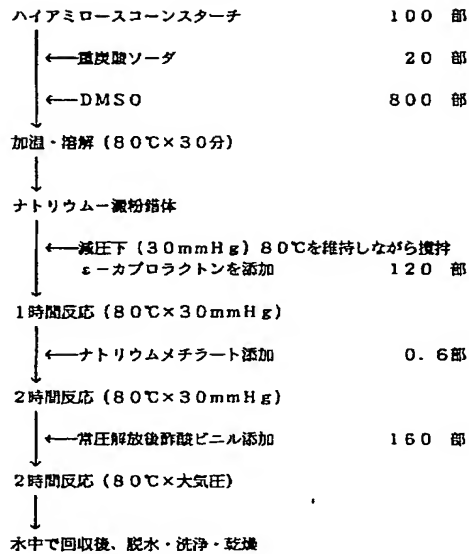 ハイアミロースコーンスターチ 100 部
←重炭酸ソーダ 20 部
←DMSO 800 部
加温・溶解(80℃×30分)
ナトリウムー澱粉錯体
←減圧下(30mmHg)80℃を維持しながら攪拌
ε-カプロラクトンを添加 120 部
1時間反応(80℃×30mmHg)
←ナトリウムメチラート添加 0.6部
2時間反応(80℃×30mmHg)
←常圧解放後酢酸ビニル添加 160 部
2時間反応(80℃×大気圧)
水中で回収後、脱水・洗浄・乾燥